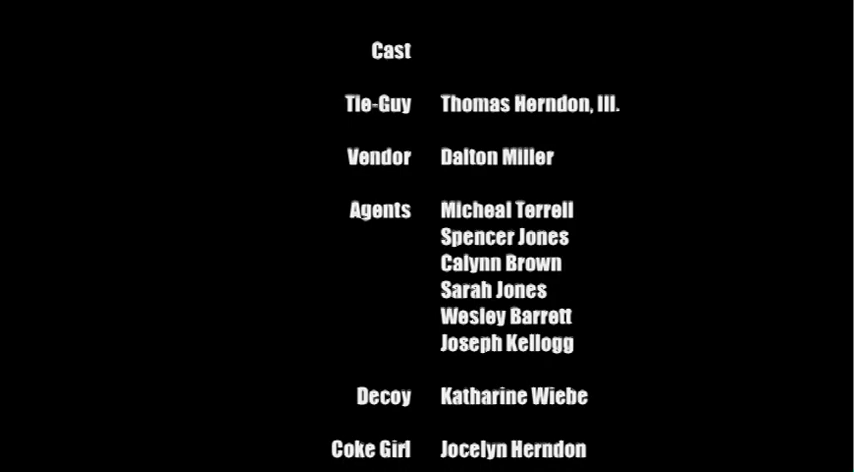 Cast
Tie-Guy Thomas Herndon, III.
Vendor Dalton Miller
Agents Micheal Terrell
Spencer Jones
Calynn Brown
Sarah Jones
Wesley Barrett
Joseph Kellogg
Decoy Katharine Wiebe
Coke Girl Jocelyn Herndon